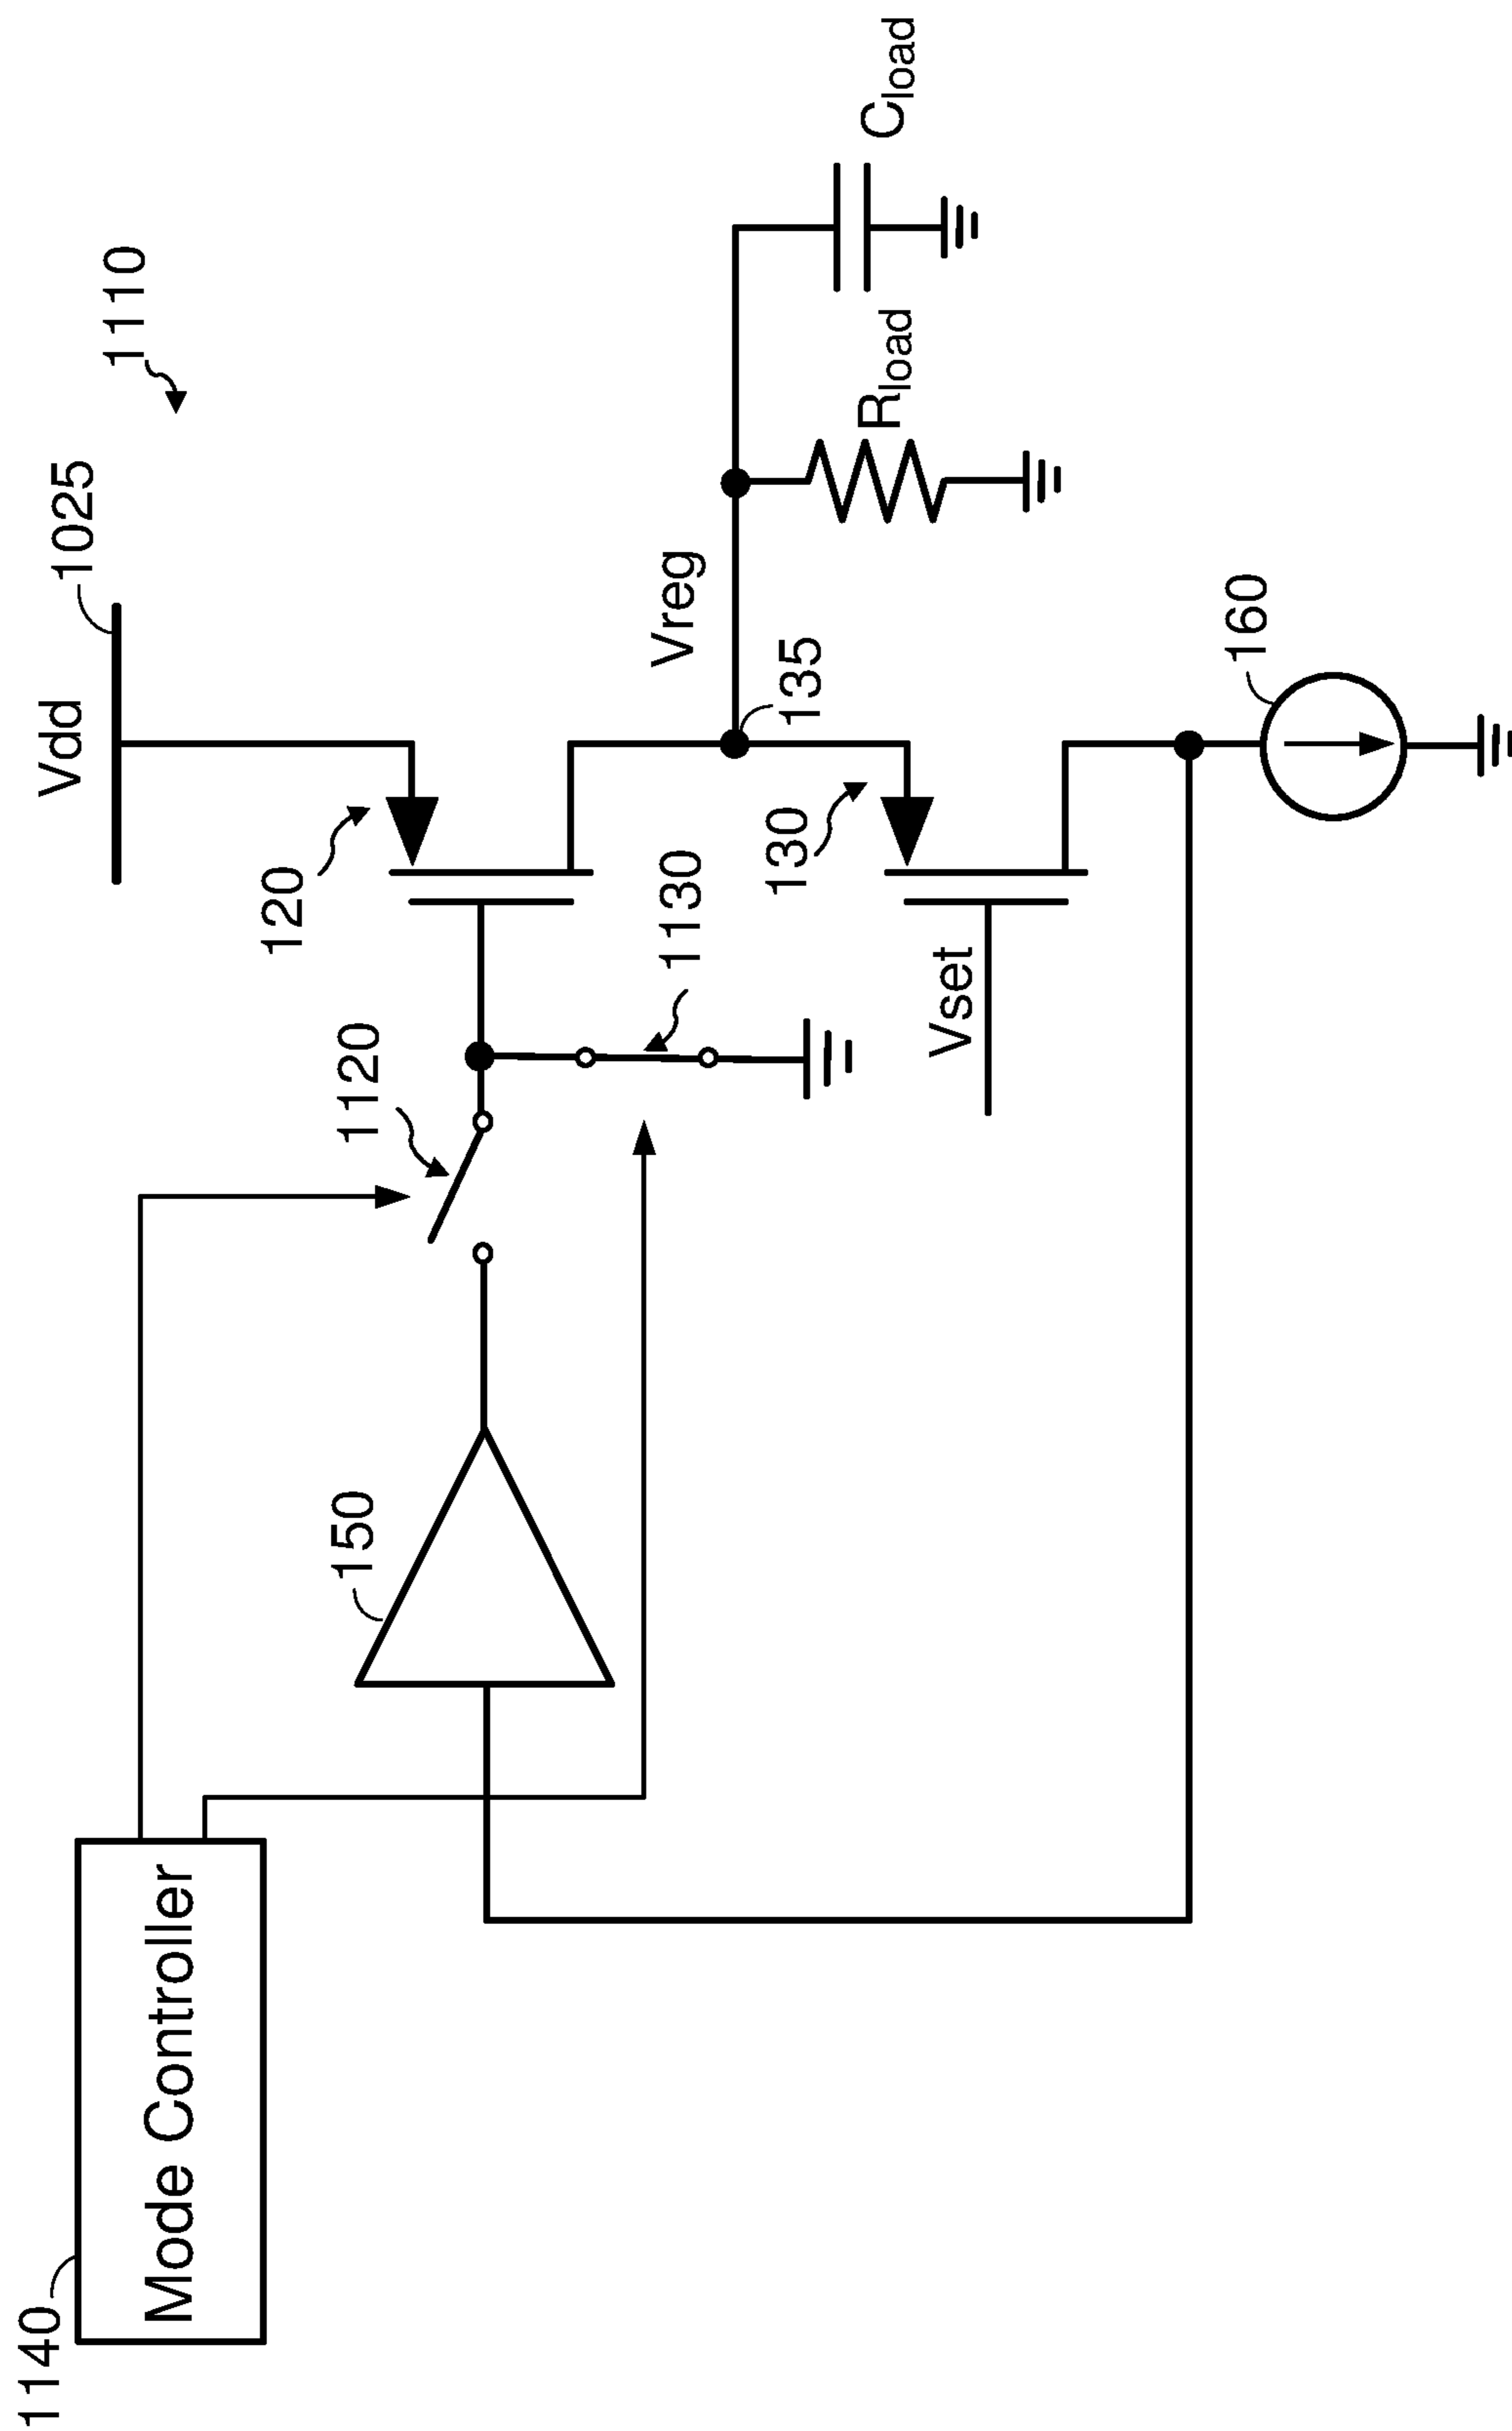 Vdd
1025
1110
120
1120
1130
Vreg
135
Rload
Cload
130
Vset
150
160
1140
Mode Controller